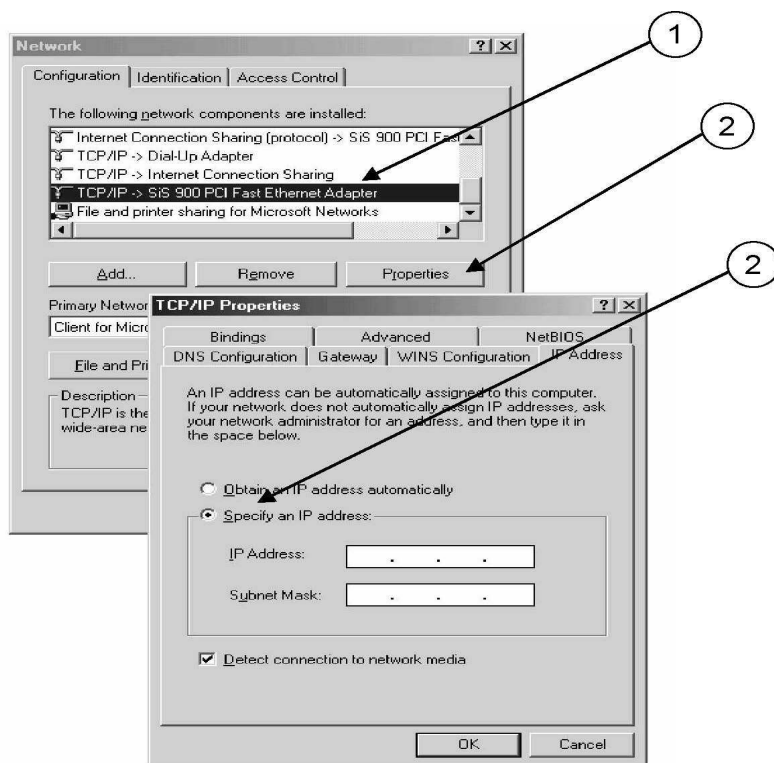 1
Network
Configuration Identification Access Control
2
The following network components are installed:
Internet Connection Sharing (protocol) -> SiS 900 PCI Fast
TCP/IP -> Dial-Up Adapter
TCP/IP -> Internet Connection Sharing
TCP/IP -> SiS 900 PCI Fast Ethernet Adapter
File and printer sharing for Microsoft Networks
2
Add... Remove Properties
Primary Networ
Client for Micro
File and Pri
Description
TCP/IP is the
wide-area ne
TCP/IP Properties
Bindings Advanced NetBIOS
DNS Configuration Gateway WINS Configuration IP Address
An IP address can be automatically assigned to this computer.
If your network does not automatically assign IP addresses, ask
your network administrator for an address, and then type it in
the space below.
Obtain an IP address automatically
Specify an IP address:
IP Address: . . .
Subnet Mask: . . .
Detect connection to network media
OK Cancel